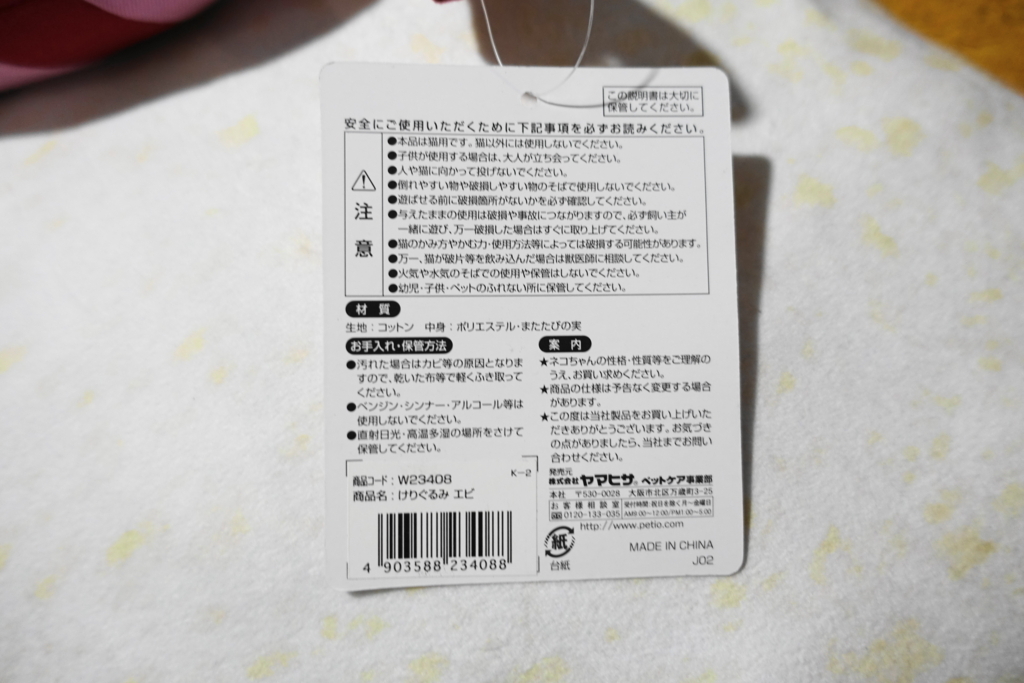 この説明書は大切に
保管してください。
安全にご使用いただくために下記事項を必ずお読みください。
注意
●本品は猫用です。猫以外には使用しないでください。
●子供が使用する場合は、大人が立ち会ってください。
●人や猫に向かって投げないでください。
●倒れやすい物や破損しやすい物のそばで使用しないでください。
●遊ばせる前に破損箇所がないかを必ず確認してください。
●与えたままの使用は破損や事故につながりますので、必ず飼い主が
一緒に遊び、万一破損した場合はすぐに取り上げてください。
●猫のかみ方やかむ力・使用方法等によっては破損する可能性があります。
●万一、猫が破片等を飲み込んだ場合は獣医師に相談してください。
●火気や水気のそばでの使用や保管はしないでください。
●幼児・子供・ペットのふれない所に保管してください。
材質
生地：コットン 中身：ポリエステル・またたびの実
お手入れ・保管方法
●汚れた場合はカビ等の原因となりま
すので、乾いた布等で軽くふき取って
ください。
●ベンジン・シンナー・アルコール等は
使用しないでください。
●直射日光・高温多湿の場所をさけて
保管してください。
案内
★ネコちゃんの性格・性質等をご理解の
うえ、お買い求めください。
★商品の仕様は予告なく変更する場合
があります。
★この度は当社製品をお買い上げいた
だきありがとうございます。お気づき
の点がありましたら、当社までお問い
合わせください。
K-2
商品コード：W23408
商品名：けりぐるみ エビ
4 903588 234088
発売元
株式会社ヤマヒサ ペットケア事業部
本社 〒530-0028 大阪市北区万歳町3-25
お客様相談室 受付時間：祝日を除く月〜金曜日
0120-133-035 AM9:00〜12:00/PM1:00〜5:00
http://www.petio.com
紙
台紙
MADE IN CHINA
J02